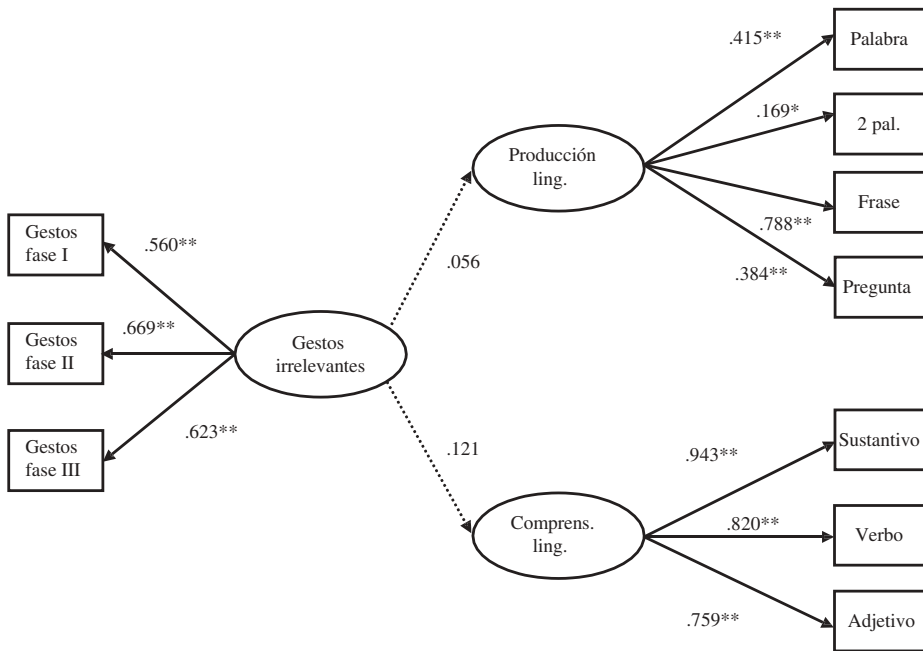 .415**
Palabra
.169*
2 pal.
Producción
ling.
Frase
.788**
Gestos
fase I
.560**
.056
.384**
Pregunta
.669**
Gestos
fase II
Gestos
irrelevantes
.623**
Gestos
fase III
.121
.943**
Sustantivo
Comprens.
ling.
.820**
Verbo
.759**
Adjetivo